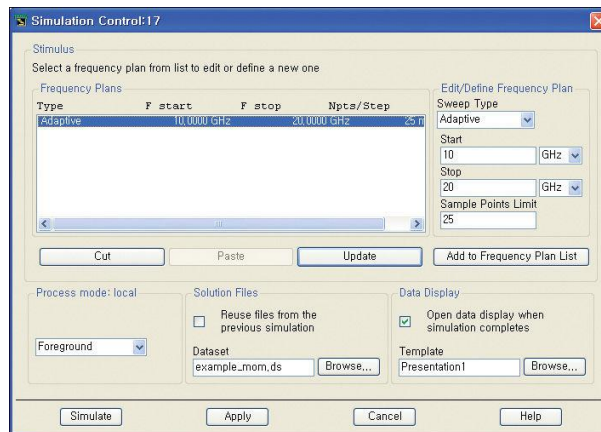 Simulation Control:17
Stimulus
Select a frequency plan from list to edit or define a new one
Frequency Plans
Type F start F stop Npts/Step
Adaptive 10,0000 GHz 20,0000 GHz 25 m
Edit/Define Frequency Plan
Sweep Type
Adaptive
Start
10 GHz
Stop
20 GHz
Sample Points Limit
25
Cut Paste Update Add to Frequency Plan List
Process mode: local
Foreground
Solution Files
Reuse files from the
previous simulation
Dataset
example_mom,ds Browse,,,
Data Display
Open data display when
simulation completes
Template
Presentation1 Browse,,,
Simulate Apply Cancel Help